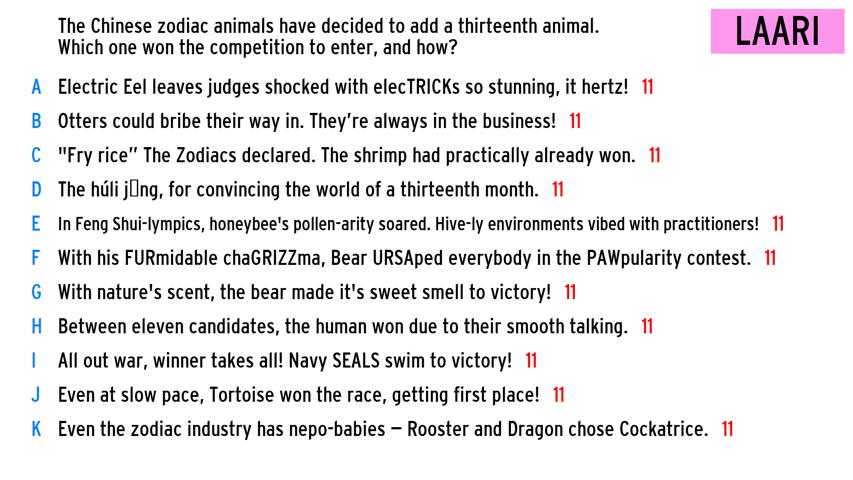 The Chinese zodiac animals have decided to add a thirteenth animal.
Which one won the competition to enter, and how?
LAARI
A Electric Eel leaves judges shocked with elecTRICKs so stunning, it hertz! 11
B Otters could bribe their way in. They’re always in the business! 11
C "Fry rice” The Zodiacs declared. The shrimp had practically already won. 11
D The húli j▯ng, for convincing the world of a thirteenth month. 11
E In Feng Shui-lympics, honeybee's pollen-arity soared. Hive-ly environments vibed with practitioners! 11
F With his FURmidable chaGRIZZma, Bear URSAped everybody in the PAWpularity contest. 11
G With nature's scent, the bear made it's sweet smell to victory! 11
H Between eleven candidates, the human won due to their smooth talking. 11
I All out war, winner takes all! Navy SEALS swim to victory! 11
J Even at slow pace, Tortoise won the race, getting first place! 11
K Even the zodiac industry has nepo-babies — Rooster and Dragon chose Cockatrice. 11